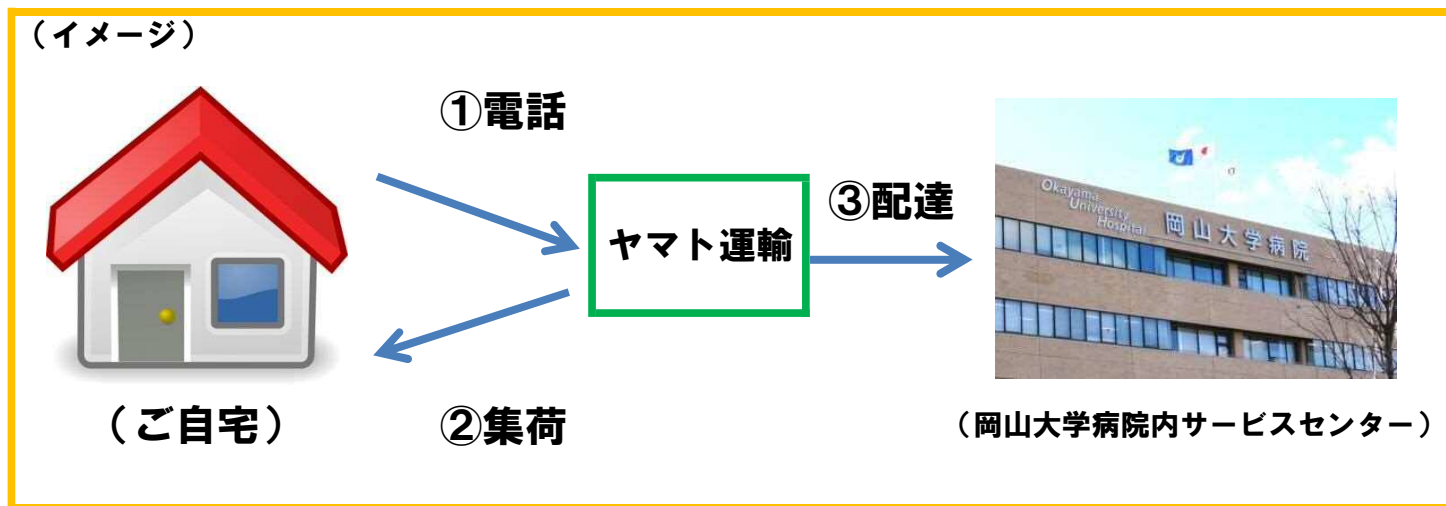 （イメージ）
①電話
ヤマト運輸
③配達
Okayama
University
Hospital
岡山大学病院
（ご自宅）
②集荷
（岡山大学病院内サービスセンター）